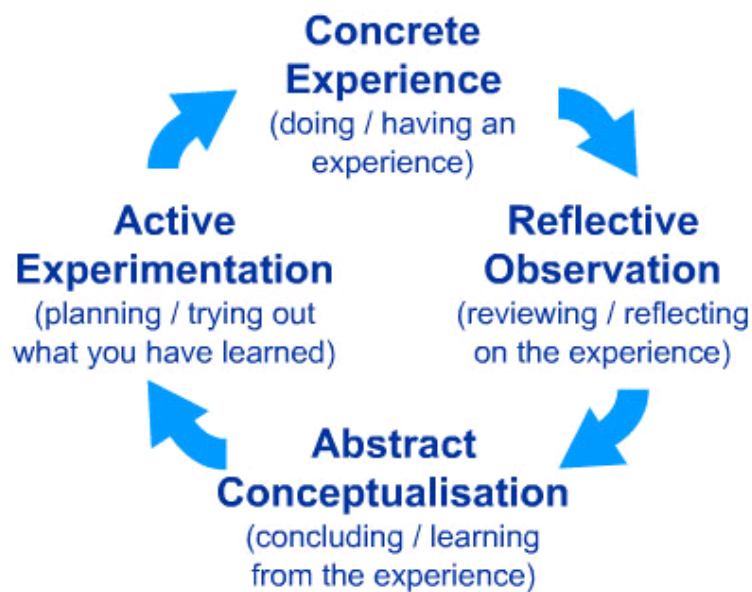 Concrete
Experience
(doing / having an
experience)
Reflective
Observation
(reviewing / reflecting
on the experience)
Abstract
Conceptualisation
(concluding / learning
from the experience)
Active
Experimentation
(planning / trying out
what you have learned)